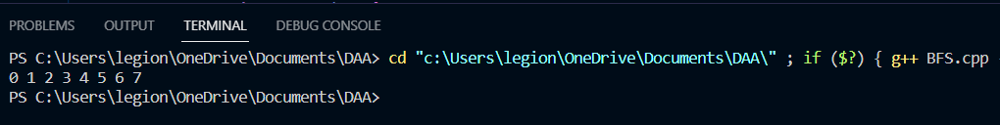 PROBLEMS OUTPUT TERMINAL DEBUG CONSOLE
PS C:\Users\legion\OneDrive\Documents\DAA> cd "c:\Users\legion\OneDrive\Documents\DAA\" ; if ($?) { g++ BFS.cpp
0 1 2 3 4 5 6 7
PS C:\Users\legion\OneDrive\Documents\DAA>